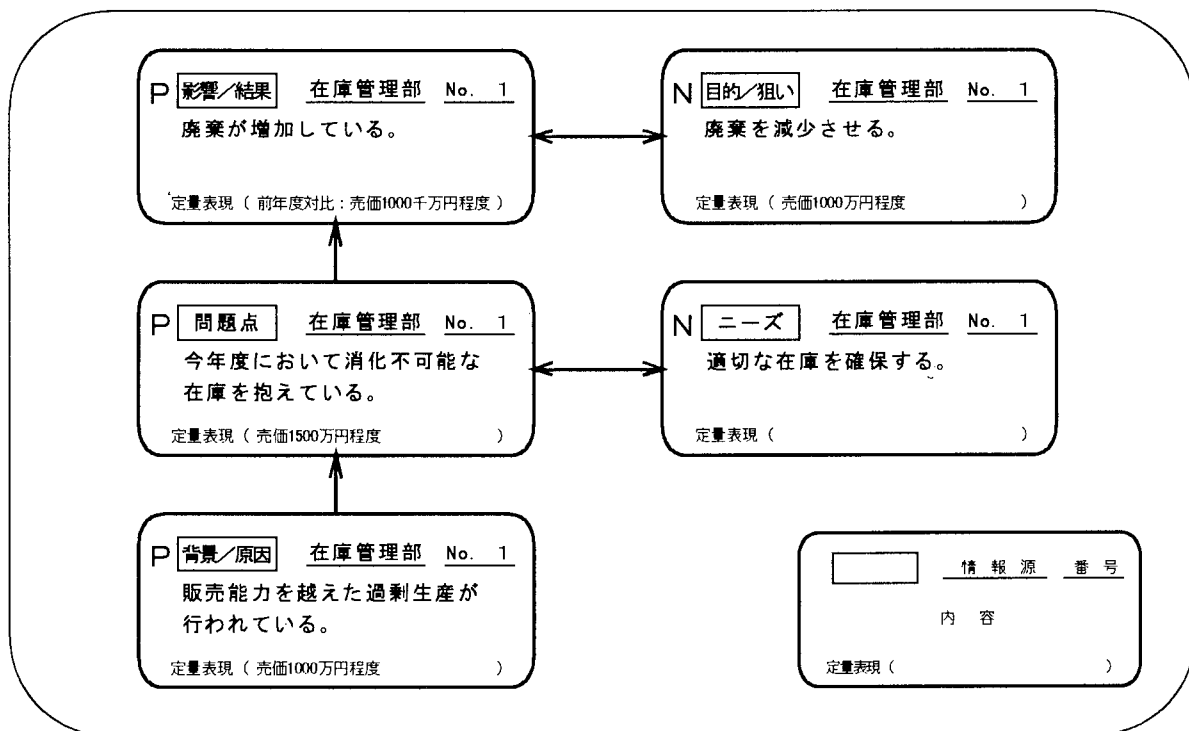 P 影響／結果 在庫管理部 No. 1
廃棄が増加している。
定量表現（ 前年度対比：売価1000千万円程度 ）
N 目的／狙い 在庫管理部 No. 1
廃棄を減少させる。
定量表現（ 売価1000万円程度 ）
P 問題点 在庫管理部 No. 1
今年度において消化不可能な
在庫を抱えている。
定量表現（ 売価1500万円程度 ）
N ニーズ 在庫管理部 No. 1
適切な在庫を確保する。
定量表現（ ）
P 背景／原因 在庫管理部 No. 1
販売能力を越えた過剰生産が
行われている。
定量表現（ 売価1000万円程度 ）
情報源 番号
内容
定量表現（ ）